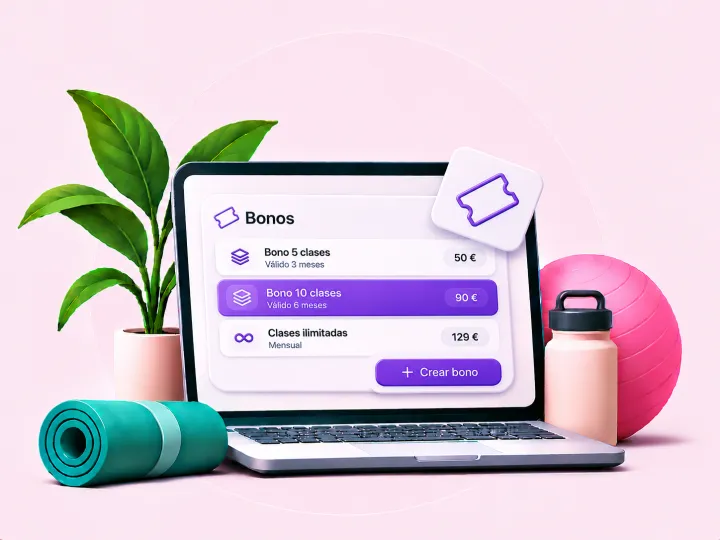 Bonos
Bono 5 clases
Válido 3 meses
50 €
Bono 10 clases
Válido 6 meses
90 €
Clases ilimitadas
Mensual
129 €
+ Crear bono